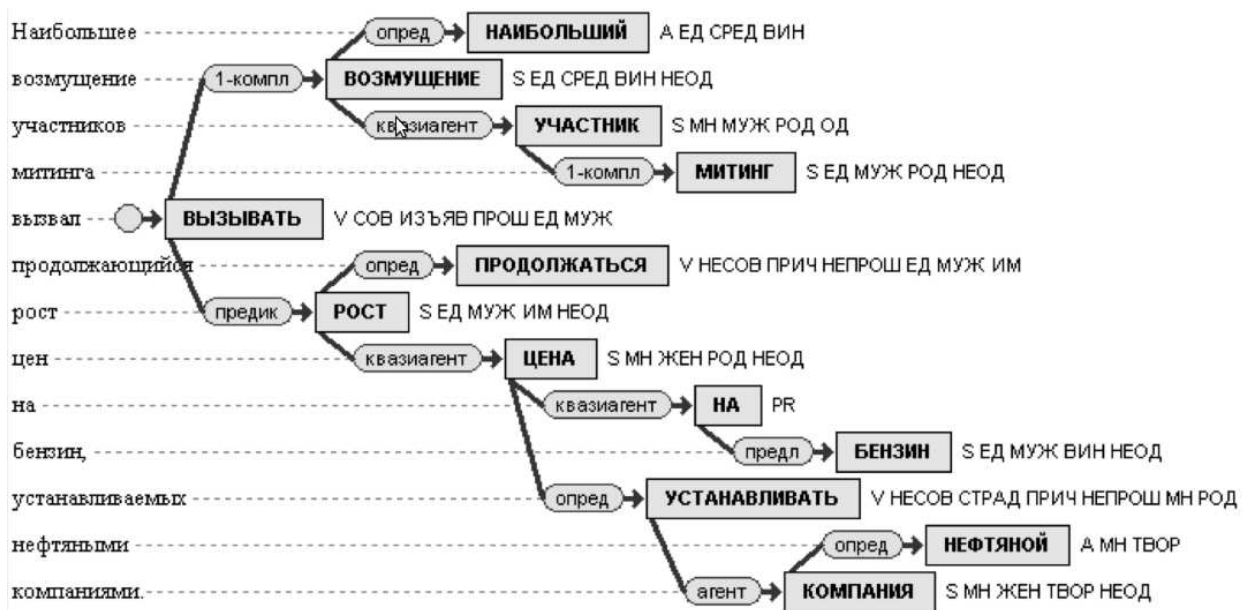 Наибольшее опред НАИБОЛЬШИЙ А ЕД СРЕД ВИН
возмущение 1-компл ВОЗМУЩЕНИЕ S ЕД СРЕД ВИН НЕОД
участников квазиагент УЧАСТНИК S МН МУЖ РОД ОД
митинга 1-компл МИТИНГ S ЕД МУЖ РОД НЕОД
вызвал ВЫЗЫВАТЬ V СОВ ИЗЪЯВ ПРОШ ЕД МУЖ
продолжающийся опред ПРОДОЛЖАТЬСЯ V НЕСОВ ПРИЧ НЕПРОШ ЕД МУЖ ИМ
рост предик РОСТ S ЕД МУЖ ИМ НЕОД
цен квазиагент ЦЕНА S МН ЖЕН РОД НЕОД
на квазиагент НА PR
бензин, предл БЕНЗИН S ЕД МУЖ ВИН НЕОД
устанавливаемых опред УСТАНАВЛИВАТЬ V НЕСОВ СТРАД ПРИЧ НЕПРОШ МН РОД
нефтяными опред НЕФТЯНОЙ А МН ТВОР
компаниями. агент КОМПАНИЯ S МН ЖЕН ТВОР НЕОД